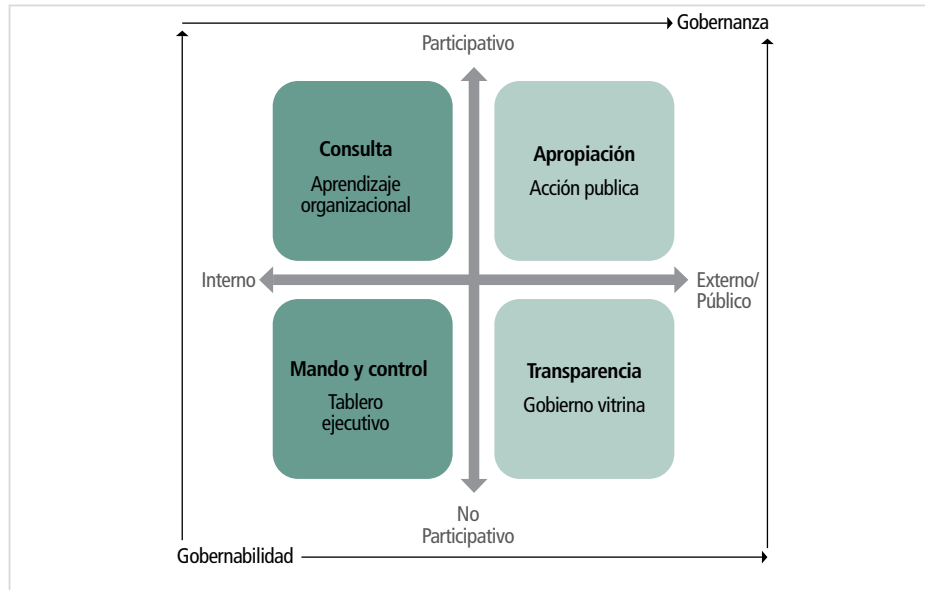 Gobernanza
Participativo
Consulta
Aprendizaje
organizacional
Apropiación
Acción publica
Interno
Externo/
Público
Mando y control
Tablero
ejecutivo
Transparencia
Gobierno vitrina
No
Participativo
Gobernabilidad